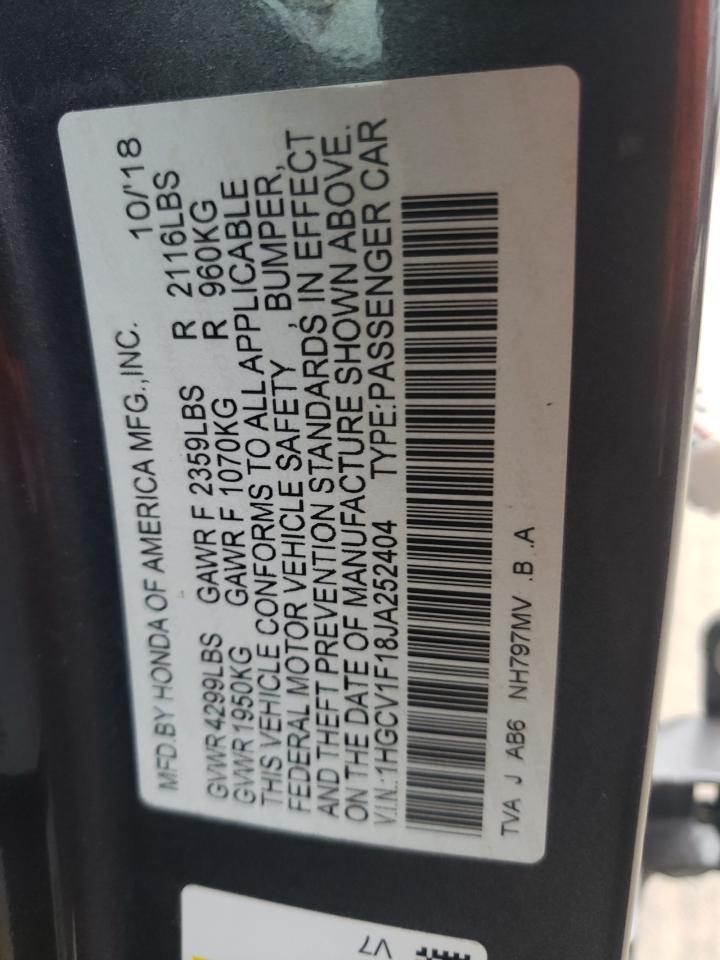 MFD.BY HONDA OF AMERICA MFG.,INC. 10/'18
GVWR 4299LBS GAWR F 2359LBS R 2116LBS
GVWR 1950KG GAWR F 1070KG R 960KG
THIS VEHICLE CONFORMS TO ALL APPLICABLE
FEDERAL MOTOR VEHICLE SAFETY , BUMPER,
AND THEFT PREVENTION STANDARDS IN EFFECT
ON THE DATE OF MANUFACTURE SHOWN ABOVE.
V.I.N.:1HGCV1F18JA252404 TYPE:PASSENGER CAR
TVA J AB6 NH797MV .B .A
V7